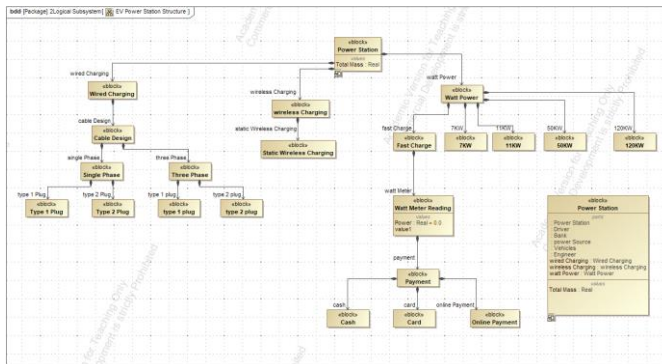 bdd [Package] 2Logical Subsystem[ EV Power Station Structure ]
«block»
Power Station
values
Total Mass : Real
wired Charging
wireless Charging
watt Power
«block»
Wired Charging
«block»
wireless Charging
«block»
Watt Power
cable Design
static Wireless Charging
fast Charge
7KW
11KW
50KW
120KW
«block»
Cable Design
«block»
Static Wireless Charging
«block»
Fast Charge
«block»
7KW
«block»
11KW
«block»
50KW
«block»
120KW
single Phase
three Phase
«block»
Single Phase
«block»
Three Phase
type 1 Plug
type 2 Plug
type 1 plug
type 2 plug
«block»
Type 1 Plug
«block»
Type 2 Plug
«block»
type 1 plug
«block»
type 2 plug
watt Meter
«block»
Watt Meter Reading
values
Power : Real = 0.0
value1
payment
«block»
Payment
cash
card
online Payment
«block»
Cash
«block»
Card
«block»
Online Payment
«block»
Power Station
parts
: Power Station
: Driver
: Bank
: power Source
: Vehicles
: Engineer
wired Charging : Wired Charging
wireless Charging : wireless Charging
watt Power : Watt Power
values
Total Mass : Real